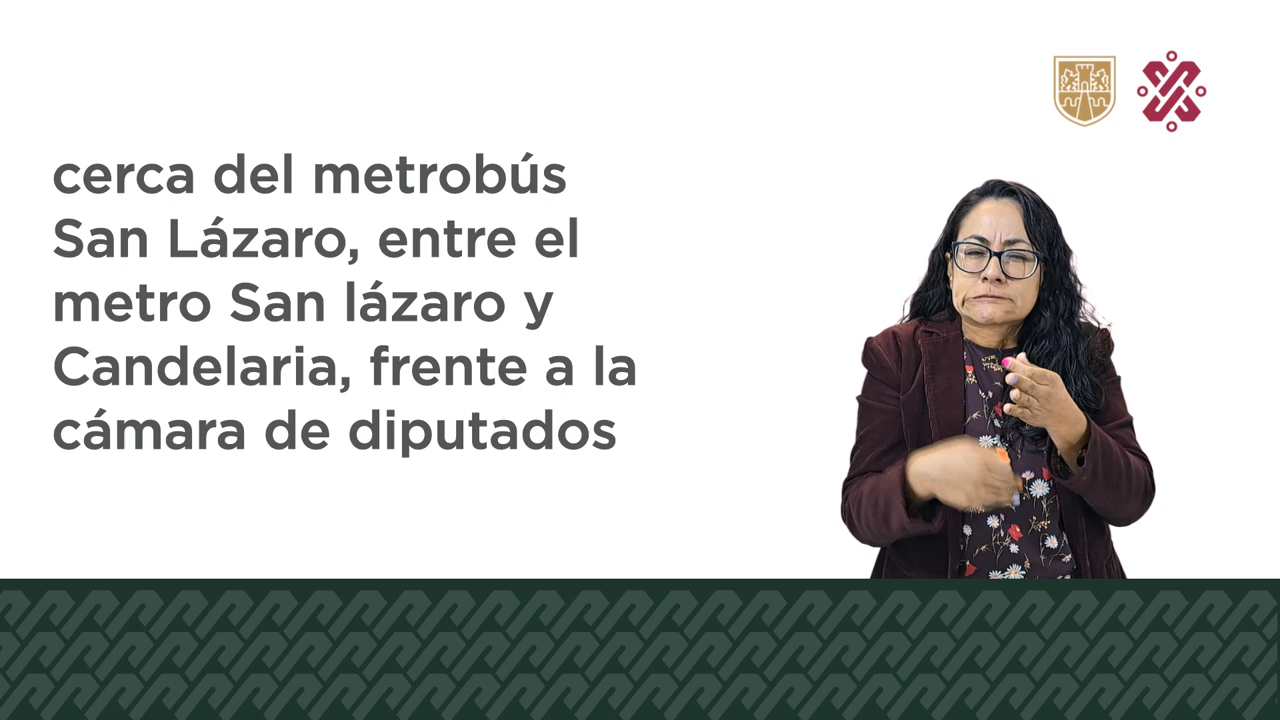 cerca del metrobús
San Lázaro, entre el
metro San lázaro y
Candelaria, frente a la
cámara de diputados